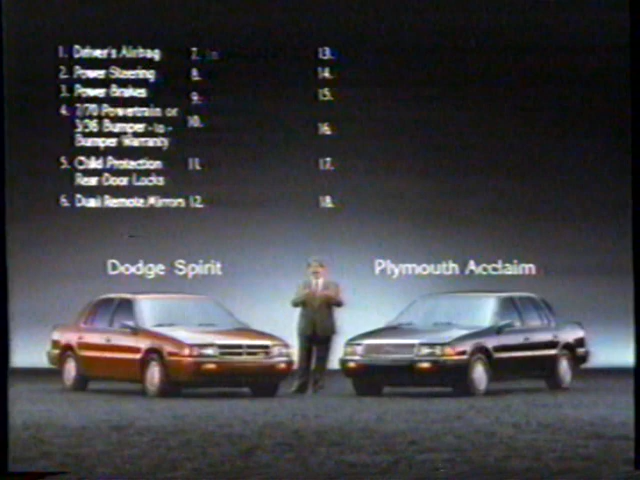 1. Driver's Airbag
2. Power Steering
3. Power Brakes
4. 7/70 Powertrain or
3/36 Bumper-to-
Bumper Warranty
5. Child Protection
Rear Door Locks
6. Dual Remote Mirrors
7.
8.
9.
10.
11.
12.
13.
14.
15.
16.
17.
18.
Dodge Spirit
Plymouth Acclaim